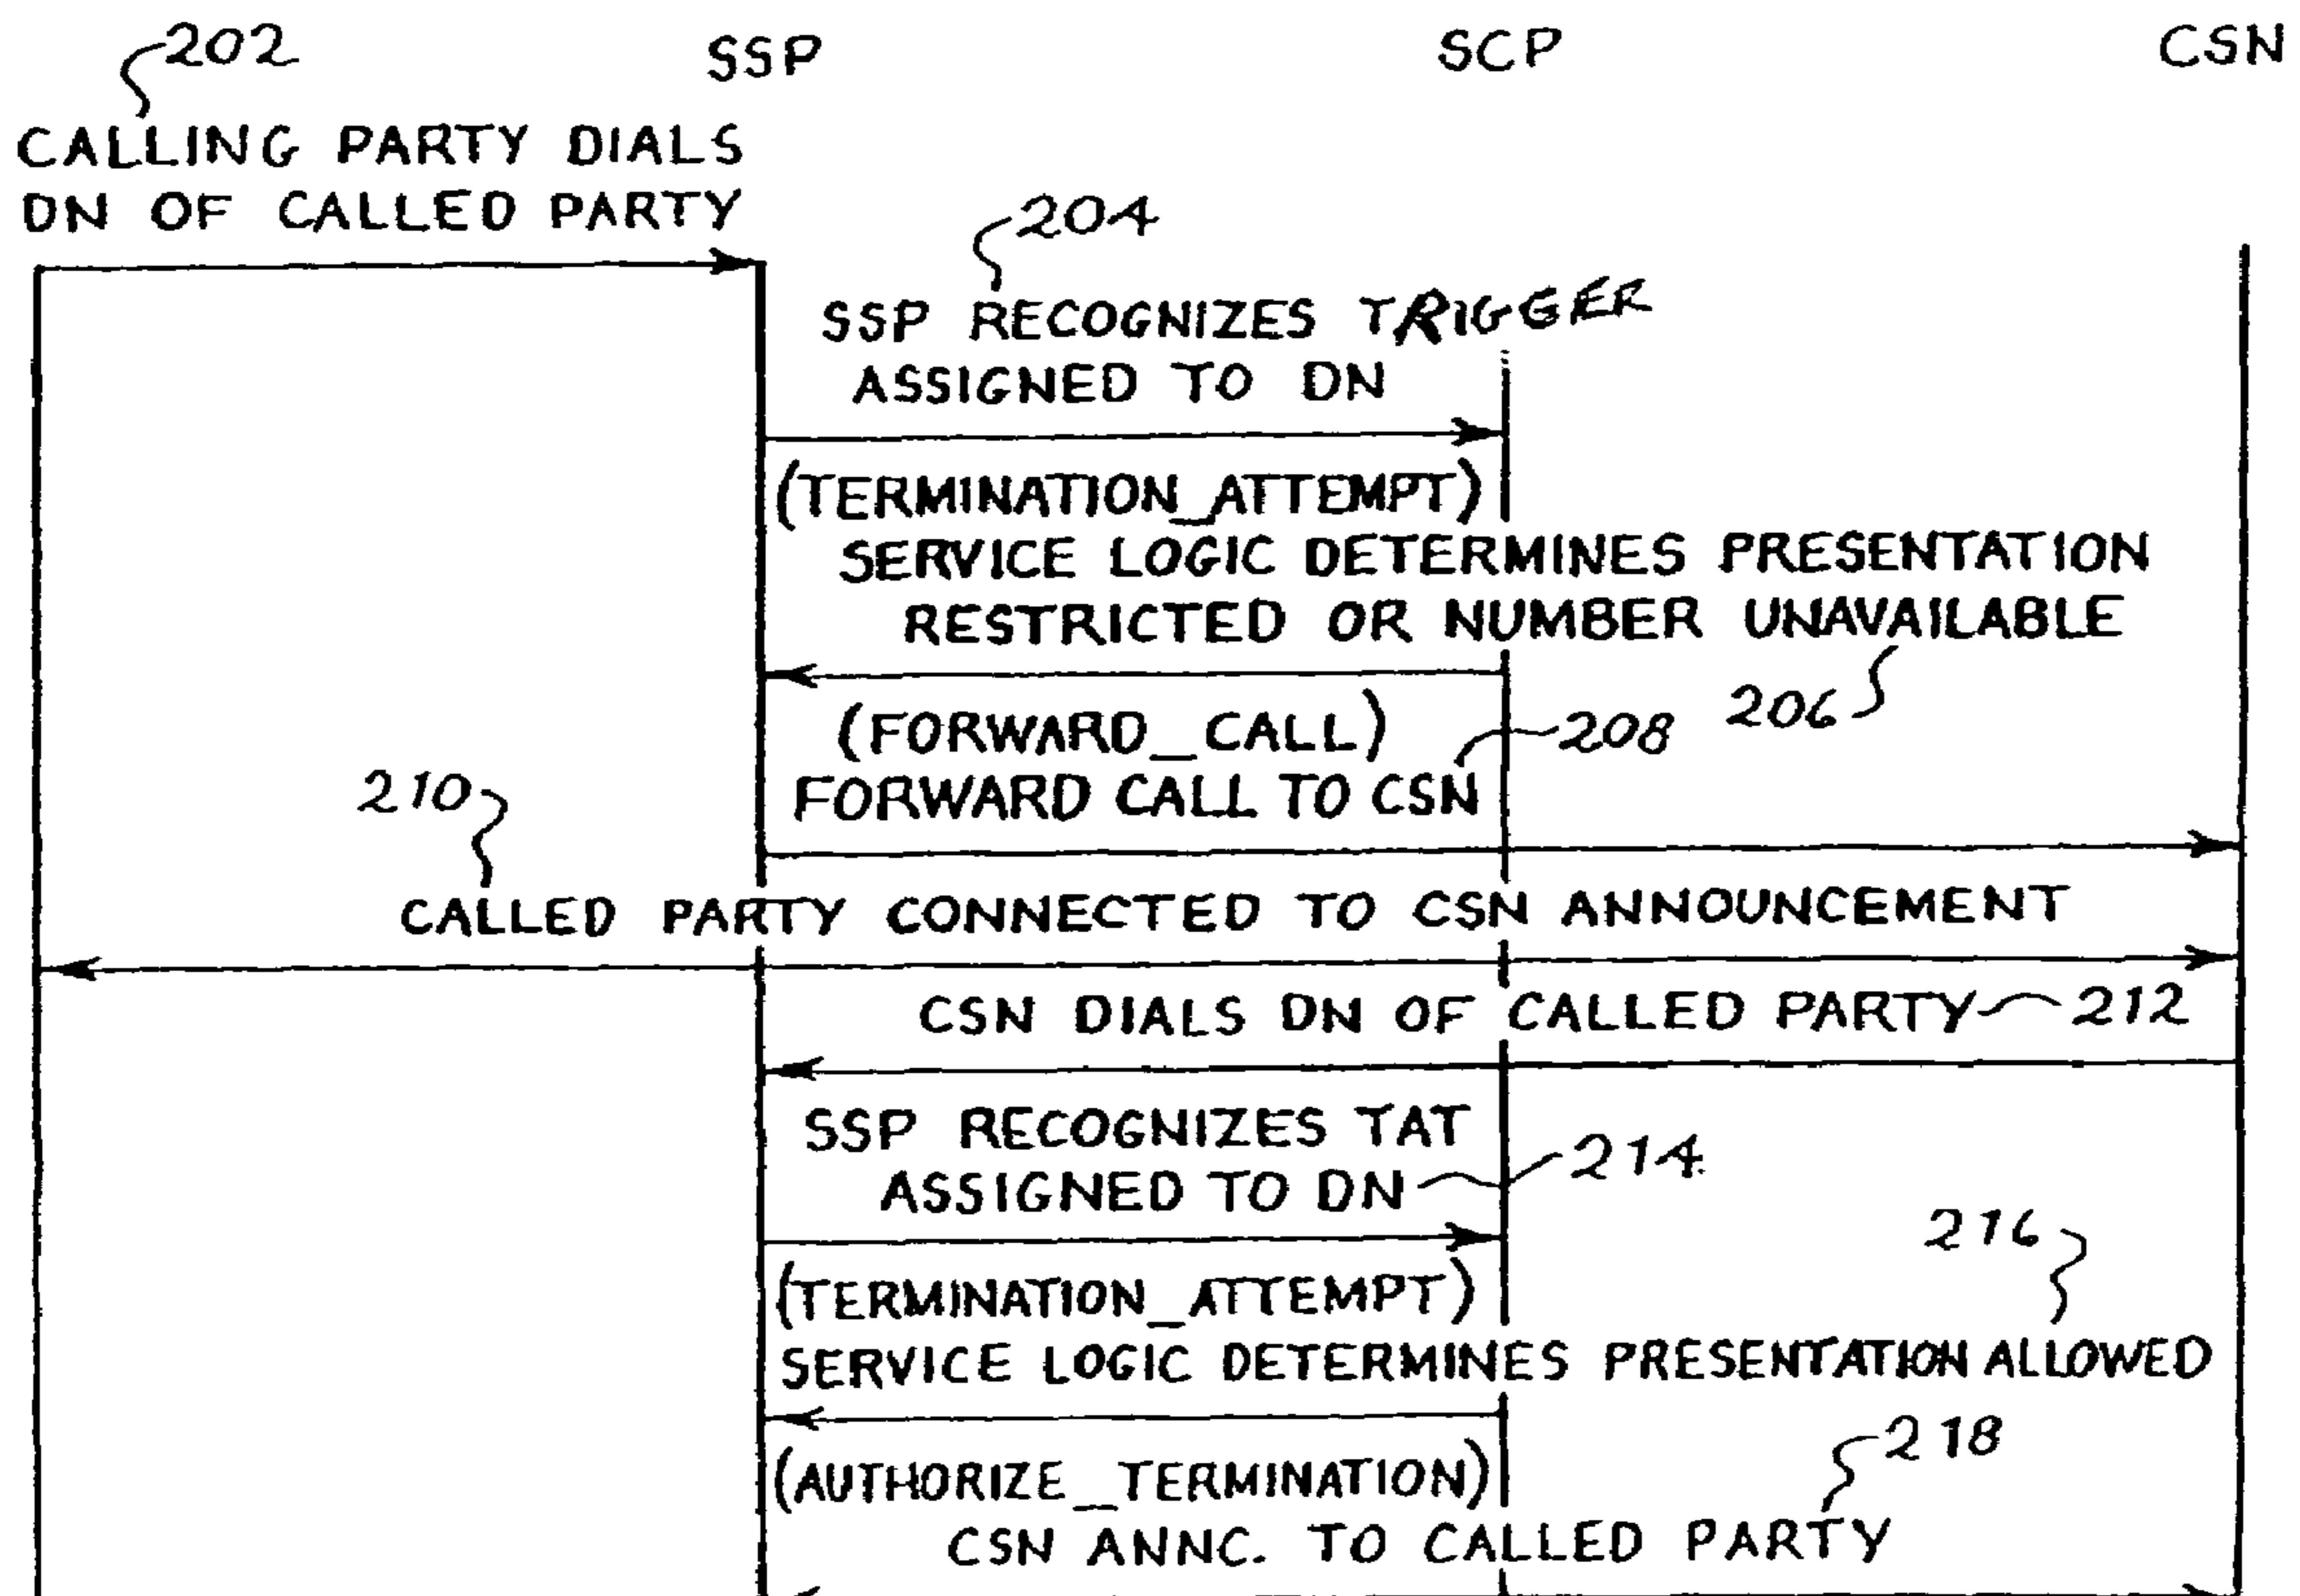 202
SSP
SCP
CSN
CALLING PARTY DIALS
DN OF CALLED PARTY
204
SSP RECOGNIZES TRIGGER
ASSIGNED TO DN
(TERMINATION_ATTEMPT)
SERVICE LOGIC DETERMINES PRESENTATION
RESTRICTED OR NUMBER UNAVAILABLE
206
(FORWARD_CALL)
208
FORWARD CALL TO CSN
210
CALLED PARTY CONNECTED TO CSN ANNOUNCEMENT
CSN DIALS DN OF CALLED PARTY 212
SSP RECOGNIZES TAT
ASSIGNED TO DN 214
216
(TERMINATION_ATTEMPT)
SERVICE LOGIC DETERMINES PRESENTATION ALLOWED
218
(AUTHORIZE_TERMINATION)
CSN ANNC. TO CALLED PARTY